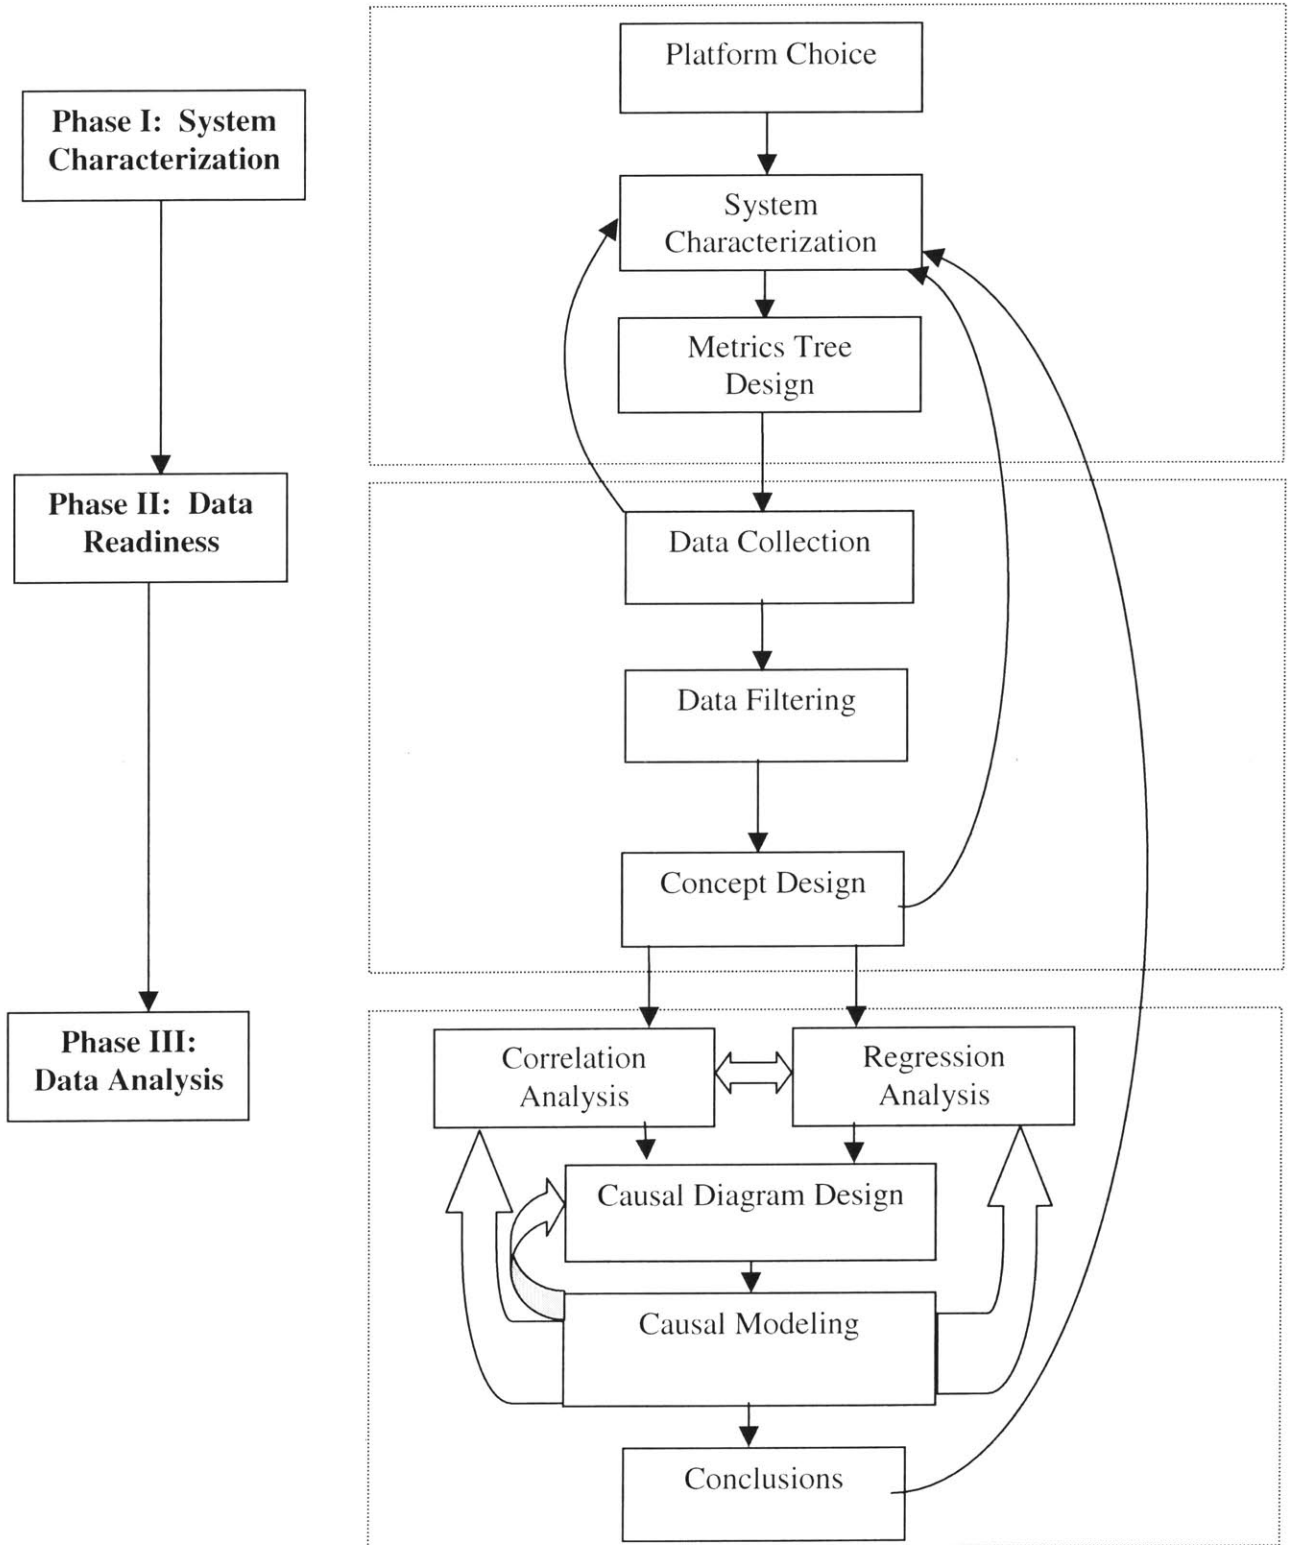 Platform Choice
Phase I: System
Characterization
System
Characterization
Metrics Tree
Design
Phase II: Data
Readiness
Data Collection
Data Filtering
Concept Design
Phase III:
Data Analysis
Correlation
Analysis
Regression
Analysis
Causal Diagram Design
Causal Modeling
Conclusions